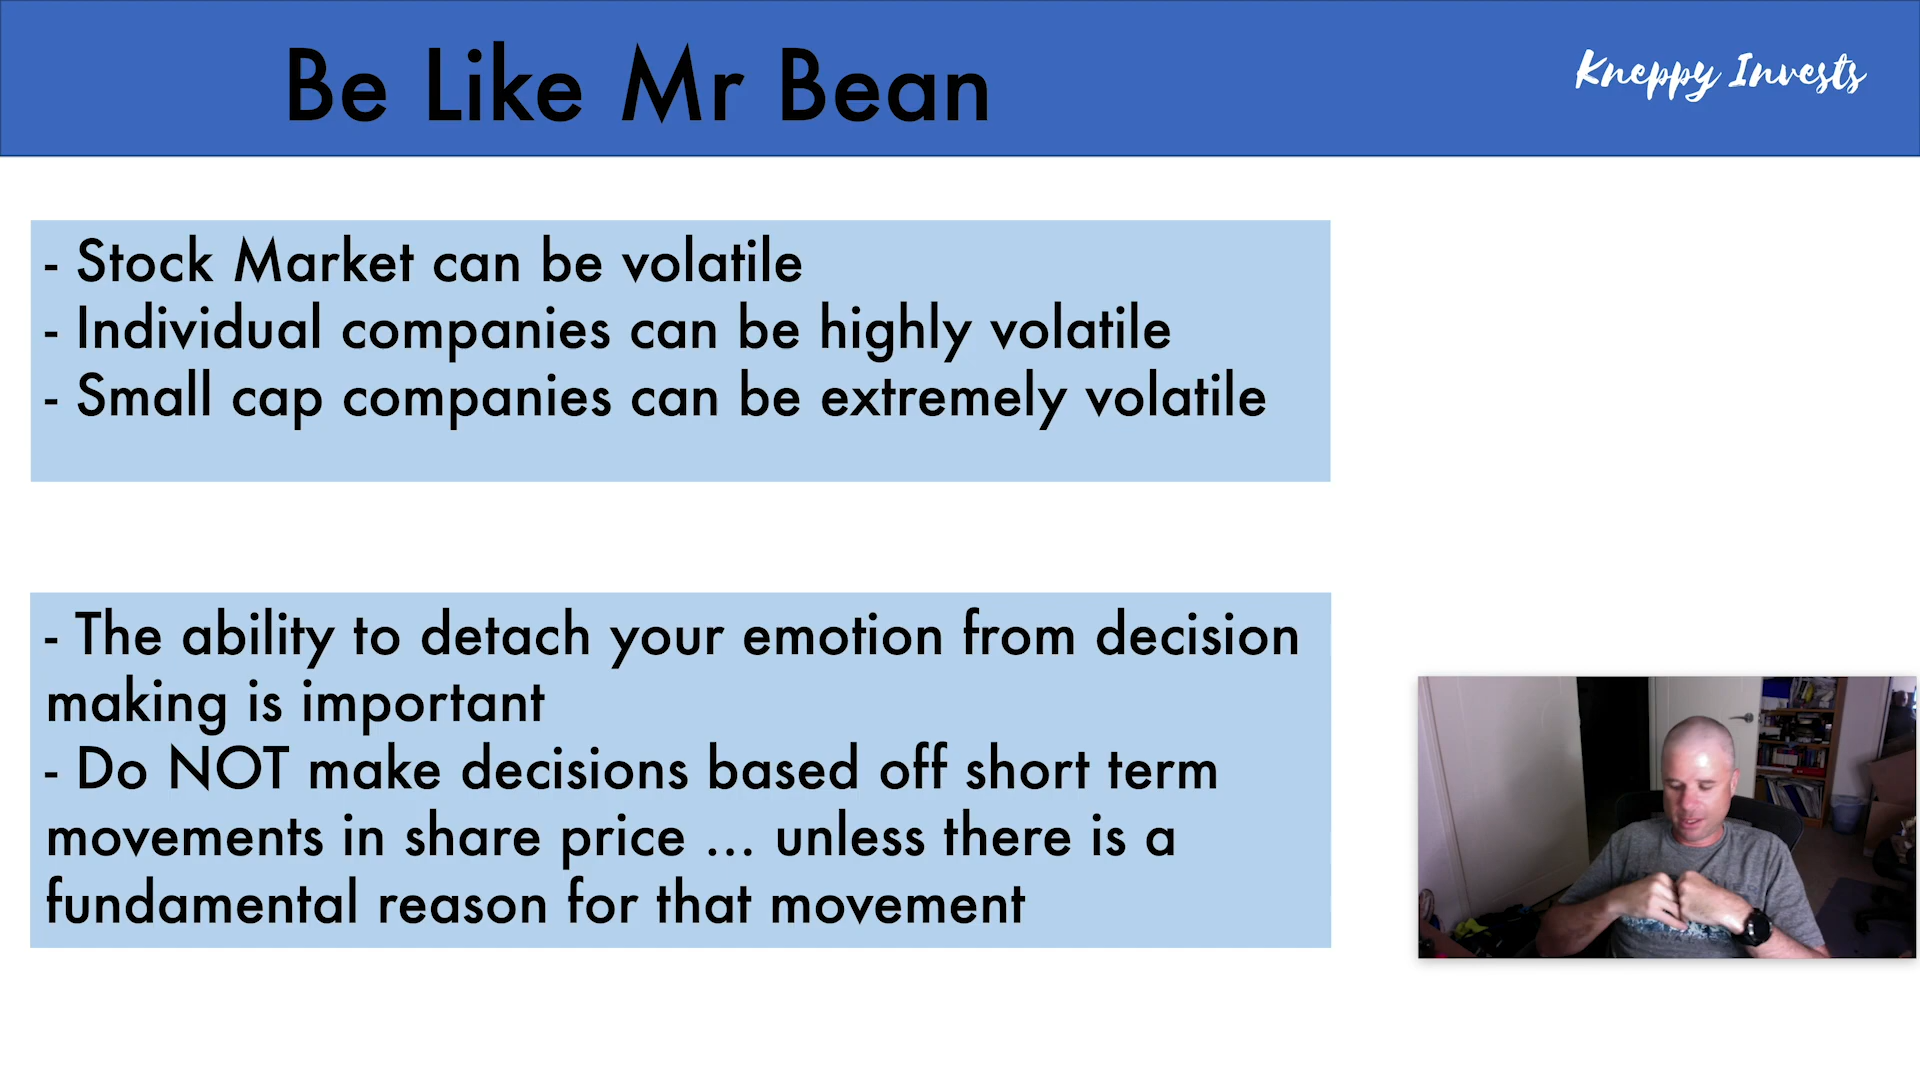 Be Like Mr Bean
Kneppy Invests
- Stock Market can be volatile
- Individual companies can be highly volatile
- Small cap companies can be extremely volatile
- The ability to detach your emotion from decision
making is important
- Do NOT make decisions based off short term
movements in share price ... unless there is a
fundamental reason for that movement